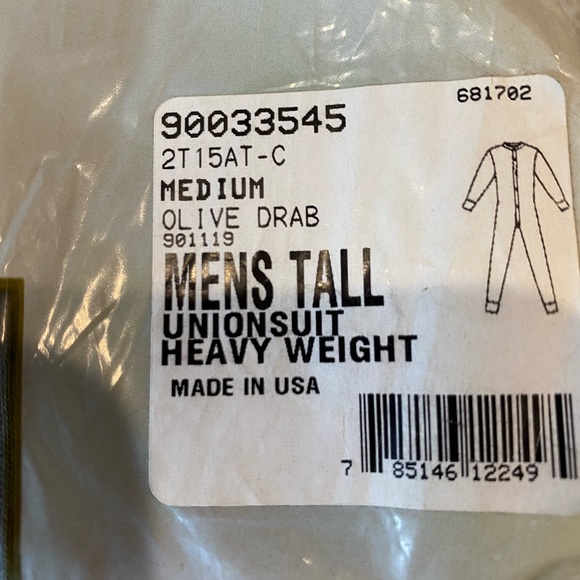 681702
90033545
2T15AT-C
MEDIUM
OLIVE DRAB
901119
MENS TALL
UNIONSUIT
HEAVY WEIGHT
MADE IN USA
7 85146 12249